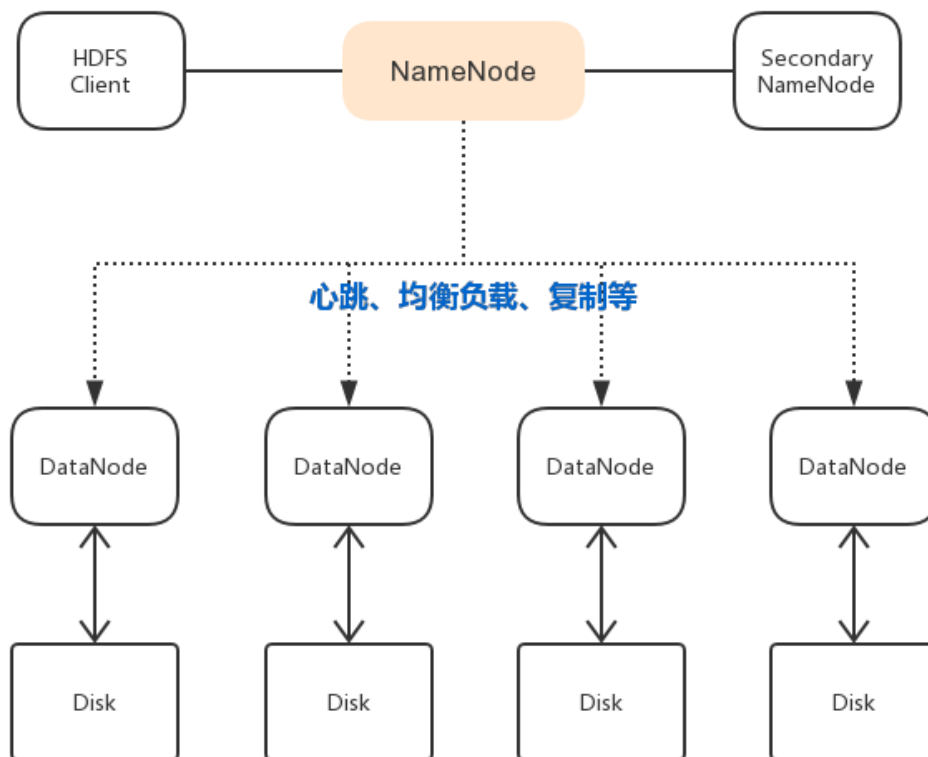 HDFS
Client
NameNode
Secondary
NameNode
心跳、均衡负载、复制等
DataNode
DataNode
DataNode
DataNode
Disk
Disk
Disk
Disk